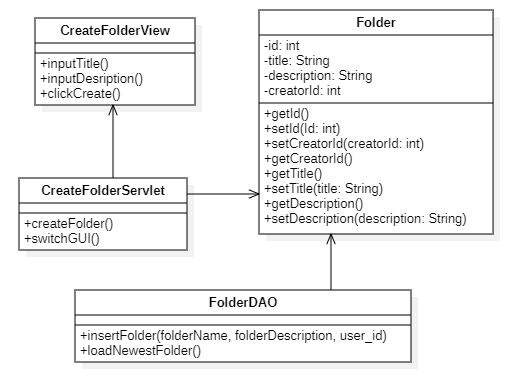 CreateFolderView
+inputTitle()
+inputDesription()
+clickCreate()
Folder
-id: int
-title: String
-description: String
-creatorId: int
+getId()
+setId(Id: int)
+setCreatorId(creatorId: int)
+getCreatorId()
+getTitle()
+setTitle(title: String)
+getDescription()
+setDescription(description: String)
CreateFolderServlet
+createFolder()
+switchGUI()
FolderDAO
+insertFolder(folderName, folderDescription, user_id)
+loadNewestFolder()